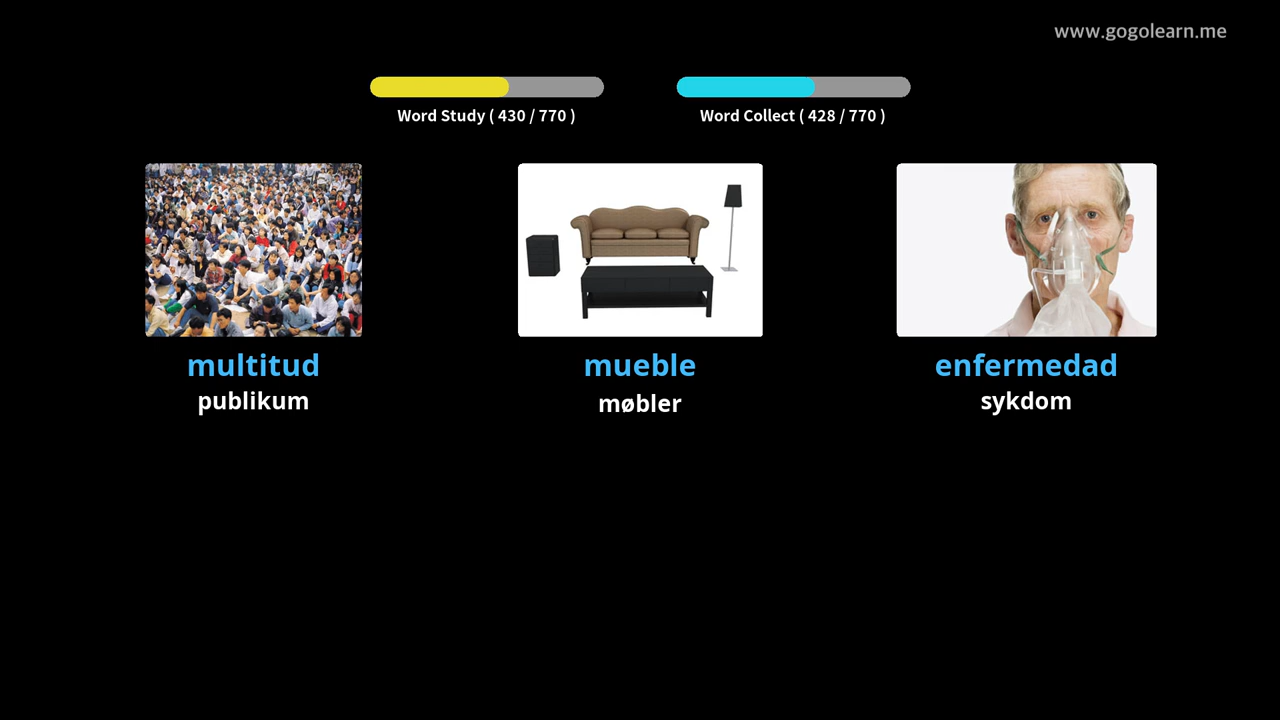 www.gogolearn.me
Word Study ( 430 / 770 )
Word Collect ( 428 / 770 )
multitud
publikum
mueble
møbler
enfermedad
sykdom